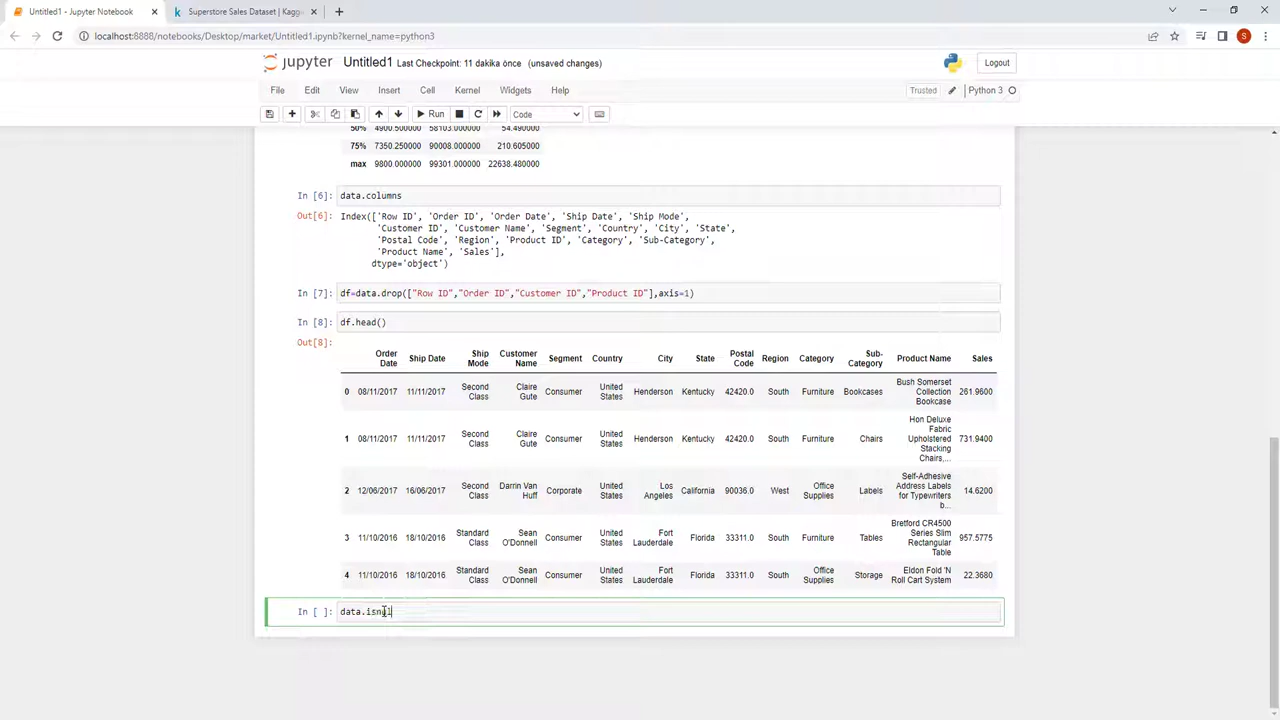 Untitled1 - Jupyter Notebook
Superstore Sales Dataset | Kagg
localhost:8888/notebooks/Desktop/market/Untitled1.ipynb?kernel_name=python3
S
jupyter Untitled1 Last Checkpoint: 11 dakika önce (unsaved changes)
Logout
File Edit View Insert Cell Kernel Widgets Help
Trusted Python 3
Run Code
50% 4900.500000 58103.000000 54.490000
75% 7350.250000 90008.000000 210.605000
max 9800.000000 99301.000000 22638.480000
In [6]: data.columns
Out[6]: Index(['Row ID', 'Order ID', 'Order Date', 'Ship Date', 'Ship Mode',
'Customer ID', 'Customer Name', 'Segment', 'Country', 'City', 'State',
'Postal Code', 'Region', 'Product ID', 'Category', 'Sub-Category',
'Product Name', 'Sales'],
dtype='object')
In [7]: df=data.drop(["Row ID","Order ID","Customer ID","Product ID"],axis=1)
In [8]: df.head()
Out[8]:
Order Date Ship Date Ship Mode Customer Name Segment Country City State Postal Code Region Category Sub-Category Product Name Sales
0 08/11/2017 11/11/2017 Second Class Claire Gute Consumer United States Henderson Kentucky 42420.0 South Furniture Bookcases Bush Somerset Collection Bookcase 261.9600
1 08/11/2017 11/11/2017 Second Class Claire Gute Consumer United States Henderson Kentucky 42420.0 South Furniture Chairs Hon Deluxe Fabric Upholstered Stacking Chairs,... 731.9400
2 12/06/2017 16/06/2017 Second Class Darrin Van Huff Corporate United States Los Angeles California 90036.0 West Office Supplies Labels Self-Adhesive Address Labels for Typewriters b... 14.6200
3 11/10/2016 18/10/2016 Standard Class Sean O'Donnell Consumer United States Fort Lauderdale Florida 33311.0 South Furniture Tables Bretford CR4500 Series Slim Rectangular Table 957.5775
4 11/10/2016 18/10/2016 Standard Class Sean O'Donnell Consumer United States Fort Lauderdale Florida 33311.0 South Office Supplies Storage Eldon Fold 'N Roll Cart System 22.3680
In [ ]: data.isnul